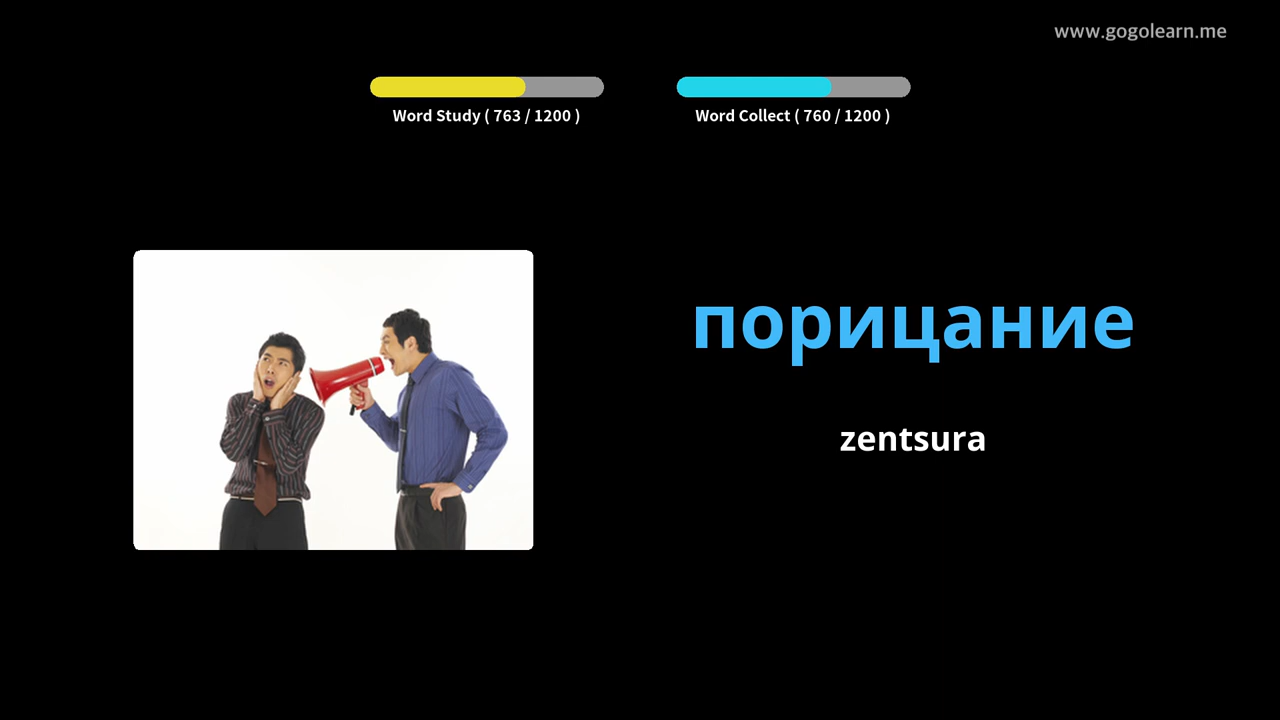 www.gogolearn.me
Word Study ( 763 / 1200 )
Word Collect ( 760 / 1200 )
порицание
zentsura